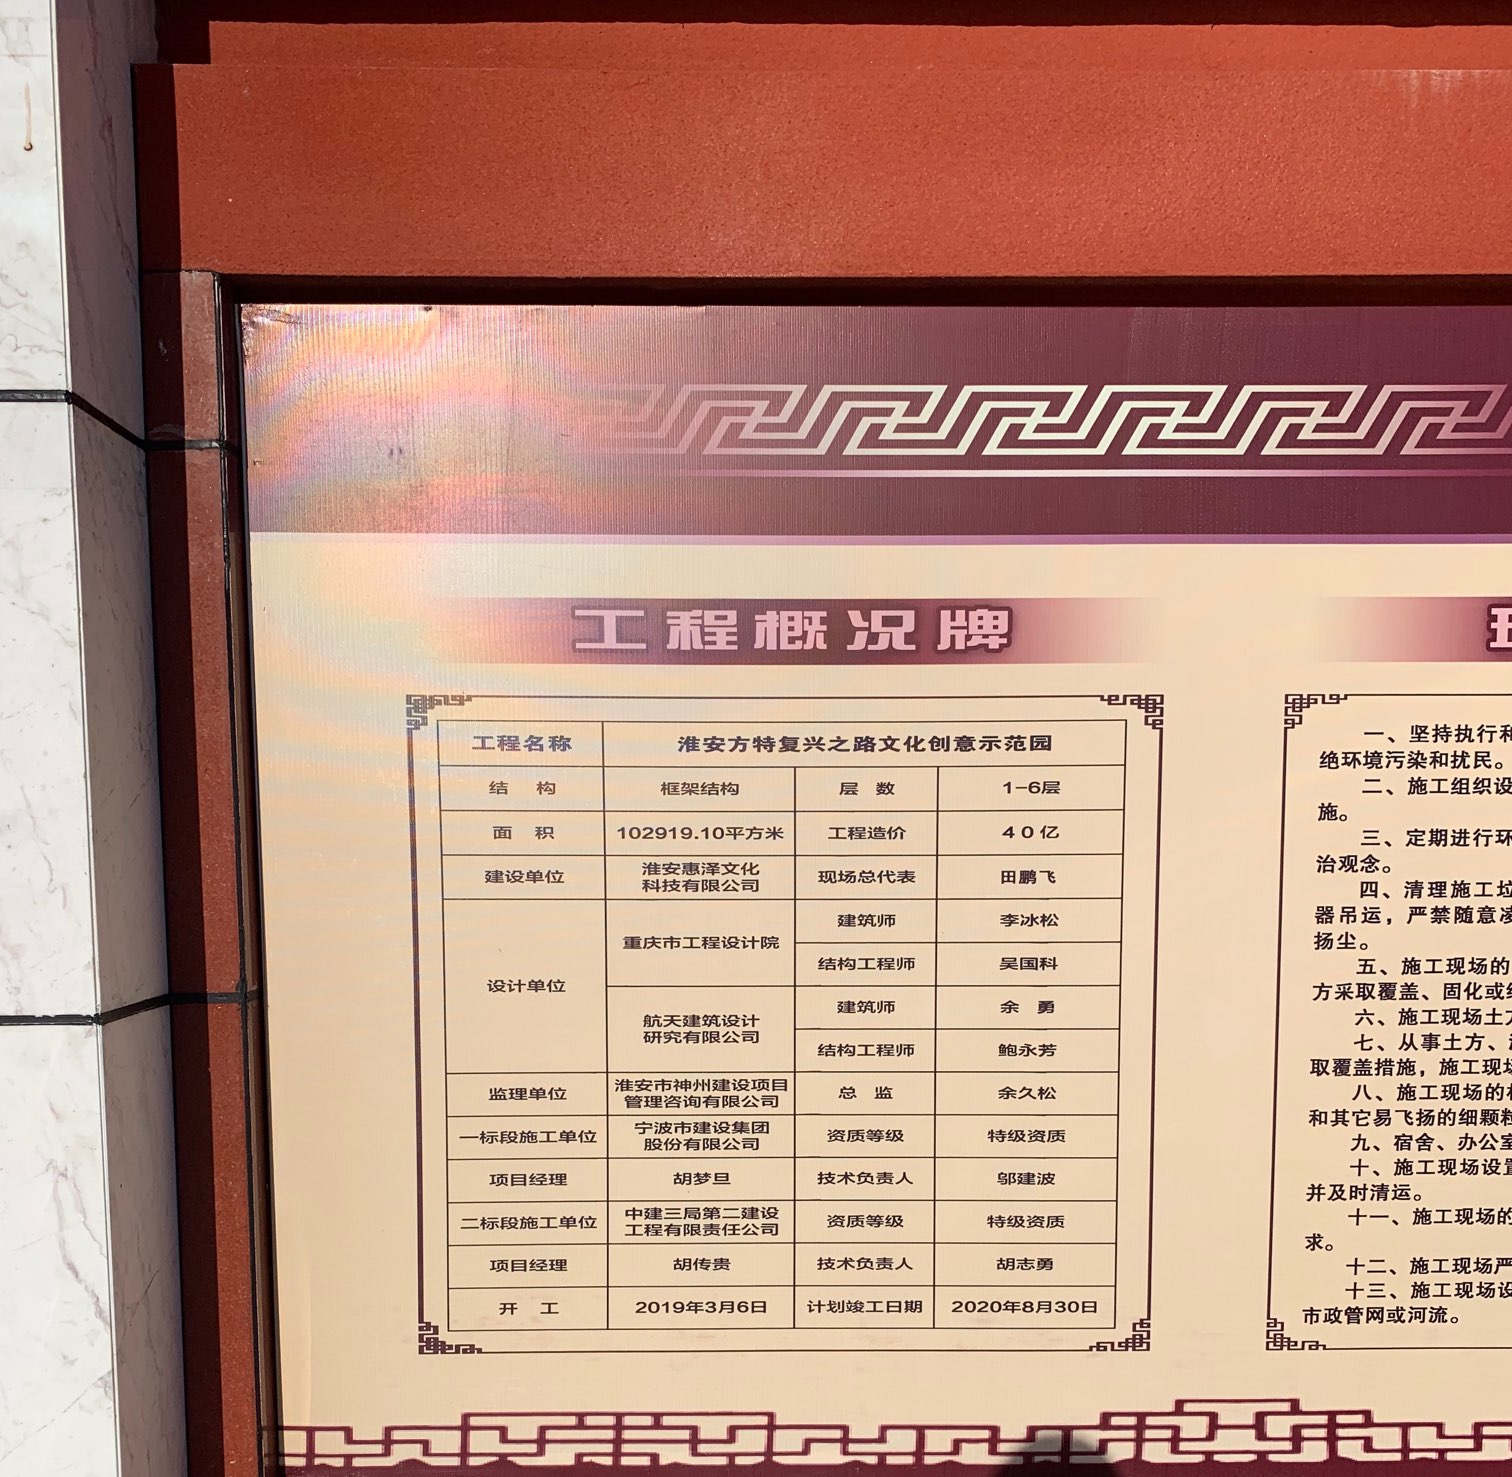 工程概况牌
工程名称 淮安方特复兴之路文化创意示范园
结 构 框架结构 层 数 1-6层
面 积 102919.10平方米 工程造价 40亿
建设单位 淮安惠泽文化
科技有限公司 现场总代表 田鹏飞
设计单位
重庆市工程设计院
建筑师 李冰松
结构工程师 吴国科
航天建筑设计
研究有限公司
建筑师 余 勇
结构工程师 鲍永芳
监理单位 淮安市神州建设项目
管理咨询有限公司 总 监 余久松
一标段施工单位 宁波市建设集团
股份有限公司 资质等级 特级资质
项目经理 胡梦旦 技术负责人 邬建波
二标段施工单位 中建三局第二建设
工程有限责任公司 资质等级 特级资质
项目经理 胡传贵 技术负责人 胡志勇
开 工 2019年3月6日 计划竣工日期 2020年8月30日
一、坚持执行和
绝环境污染和扰民。
二、施工组织设
施。
三、定期进行环
治观念。
四、清理施工垃
器吊运，严禁随意凌
扬尘。
五、施工现场的
方采取覆盖、固化或
六、施工现场土
七、从事土方、
取覆盖措施，施工现场
八、施工现场的
和其它易飞扬的细颗粒
九、宿舍、办公室
十、施工现场设置
并及时清运。
十一、施工现场的
求。
十二、施工现场严
十三、施工现场设
市政管网或河流。